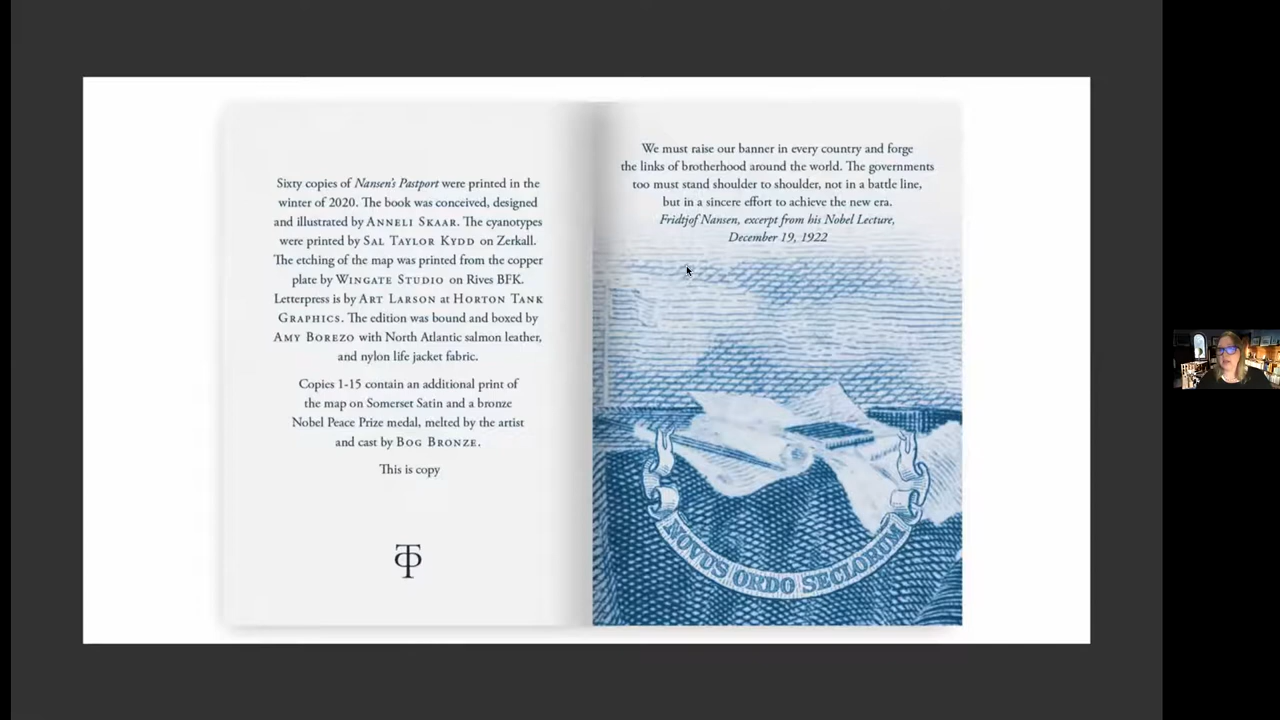 Sixty copies of Nansen's Pastport were printed in the
winter of 2020. The book was conceived, designed
and illustrated by Anneli Skaar. The cyanotypes
were printed by Sal Taylor Kydd on Zerkall.
The etching of the map was printed from the copper
plate by Wingate Studio on Rives BFK.
Letterpress is by Art Larson at Horton Tank
Graphics. The edition was bound and boxed by
Amy Borezo with North Atlantic salmon leather,
and nylon life jacket fabric.
Copies 1-15 contain an additional print of
the map on Somerset Satin and a bronze
Nobel Peace Prize medal, melted by the artist
and cast by Bog Bronze.
This is copy
We must raise our banner in every country and forge
the links of brotherhood around the world. The governments
too must stand shoulder to shoulder, not in a battle line,
but in a sincere effort to achieve the new era.
Fridtjof Nansen, excerpt from his Nobel Lecture,
December 19, 1922
NOVUS ORDO SECLORUM